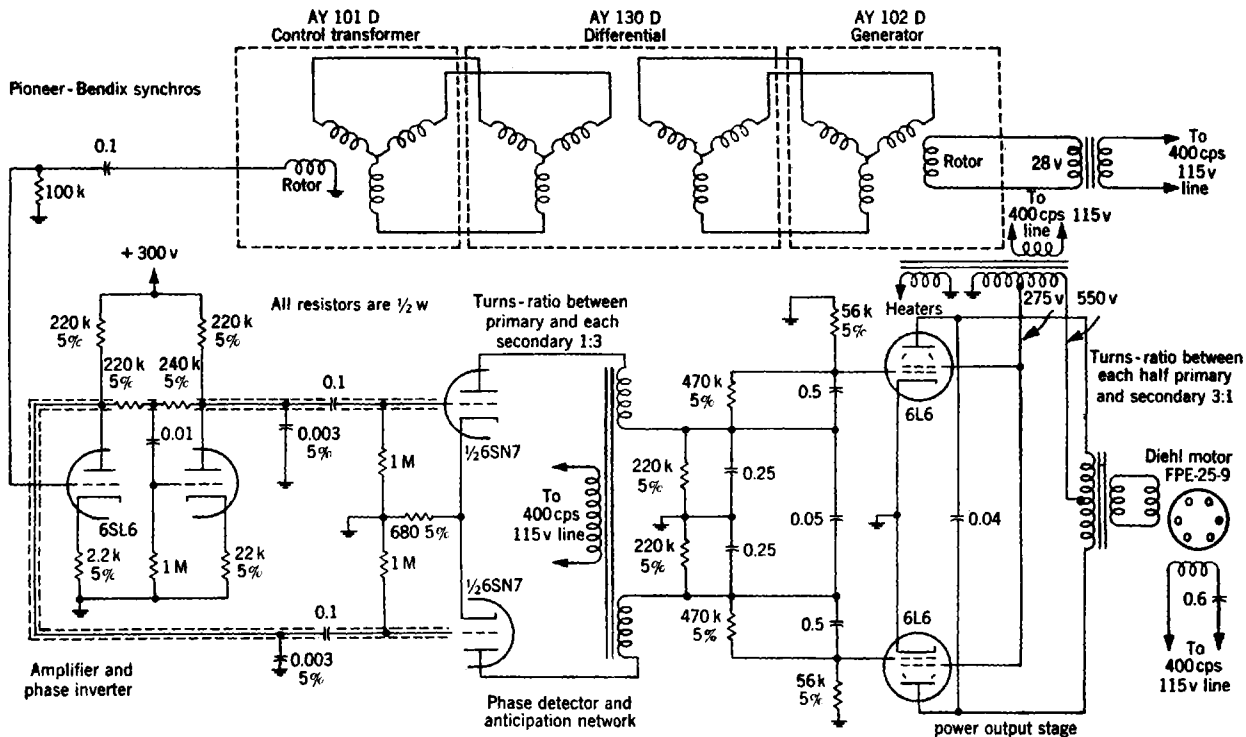 AY 101 D
Control transformer
AY 130 D
Differential
AY 102 D
Generator
Pioneer-Bendix synchros
0.1
100 k
Rotor
Rotor
28 v
To
400 cps
115 v
line
To
400 cps
line
115 v
+ 300 v
All resistors are ½ w
Turns-ratio between
primary and each
secondary 1:3
220 k
5%
220 k
5%
220 k
5%
240 k
5%
0.01
0.1
0.003
5%
6SL6
2.2 k
5%
1 M
22 k
5%
1 M
680 5%
1 M
½6SN7
½6SN7
To
400 cps
115 v line
0.1
0.003
5%
Amplifier and
phase inverter
Phase detector and
anticipation network
56 k
5%
470 k
5%
0.5
220 k
5%
0.25
0.05
220 k
5%
0.25
470 k
5%
0.5
56 k
5%
Heaters
275 v
550 v
6L6
0.04
6L6
power output stage
Turns-ratio between
each half primary
and secondary 3:1
Diehl motor
FPE-25-9
0.6
To
400 cps
115 v line